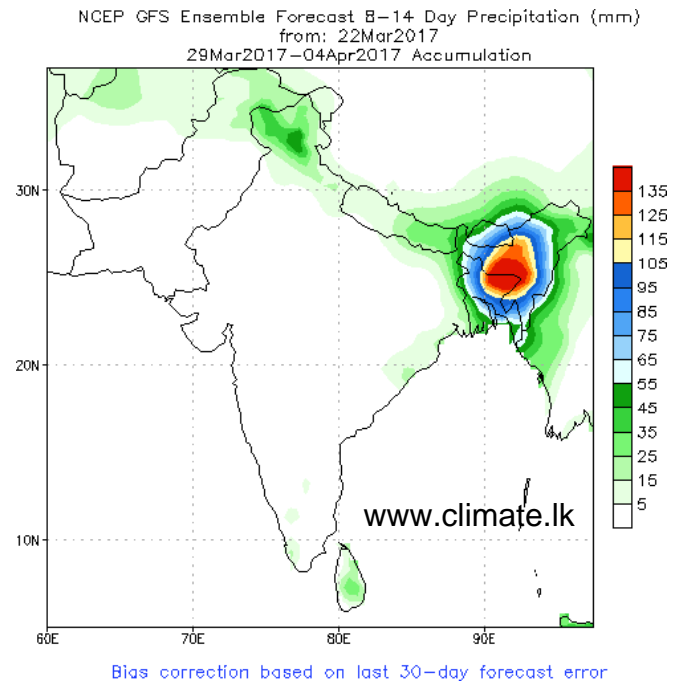 NCEP GFS Ensemble Forecast 8-14 Day Precipitation (mm)
from: 22Mar2017
29Mar2017-04Apr2017 Accumulation
30N
20N
10N
60E
70E
80E
90E
135
125
115
105
95
85
75
65
55
45
35
25
15
5
www.climate.lk
Bias correction based on last 30-day forecast error